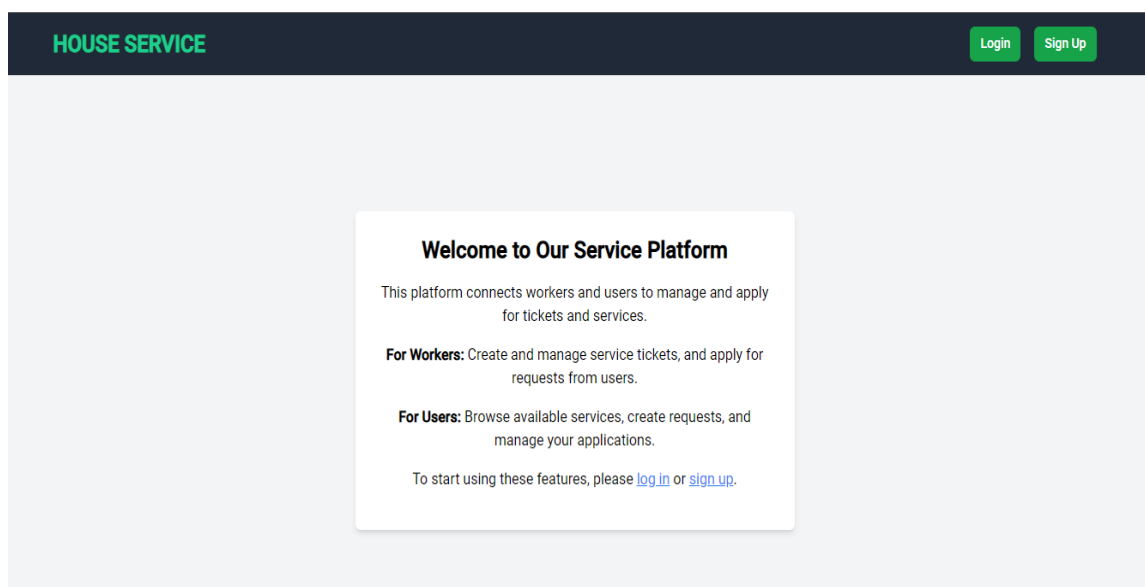 HOUSE SERVICE
Login
Sign Up
Welcome to Our Service Platform
This platform connects workers and users to manage and apply
for tickets and services.
For Workers: Create and manage service tickets, and apply for
requests from users.
For Users: Browse available services, create requests, and
manage your applications.
To start using these features, please log in or sign up.